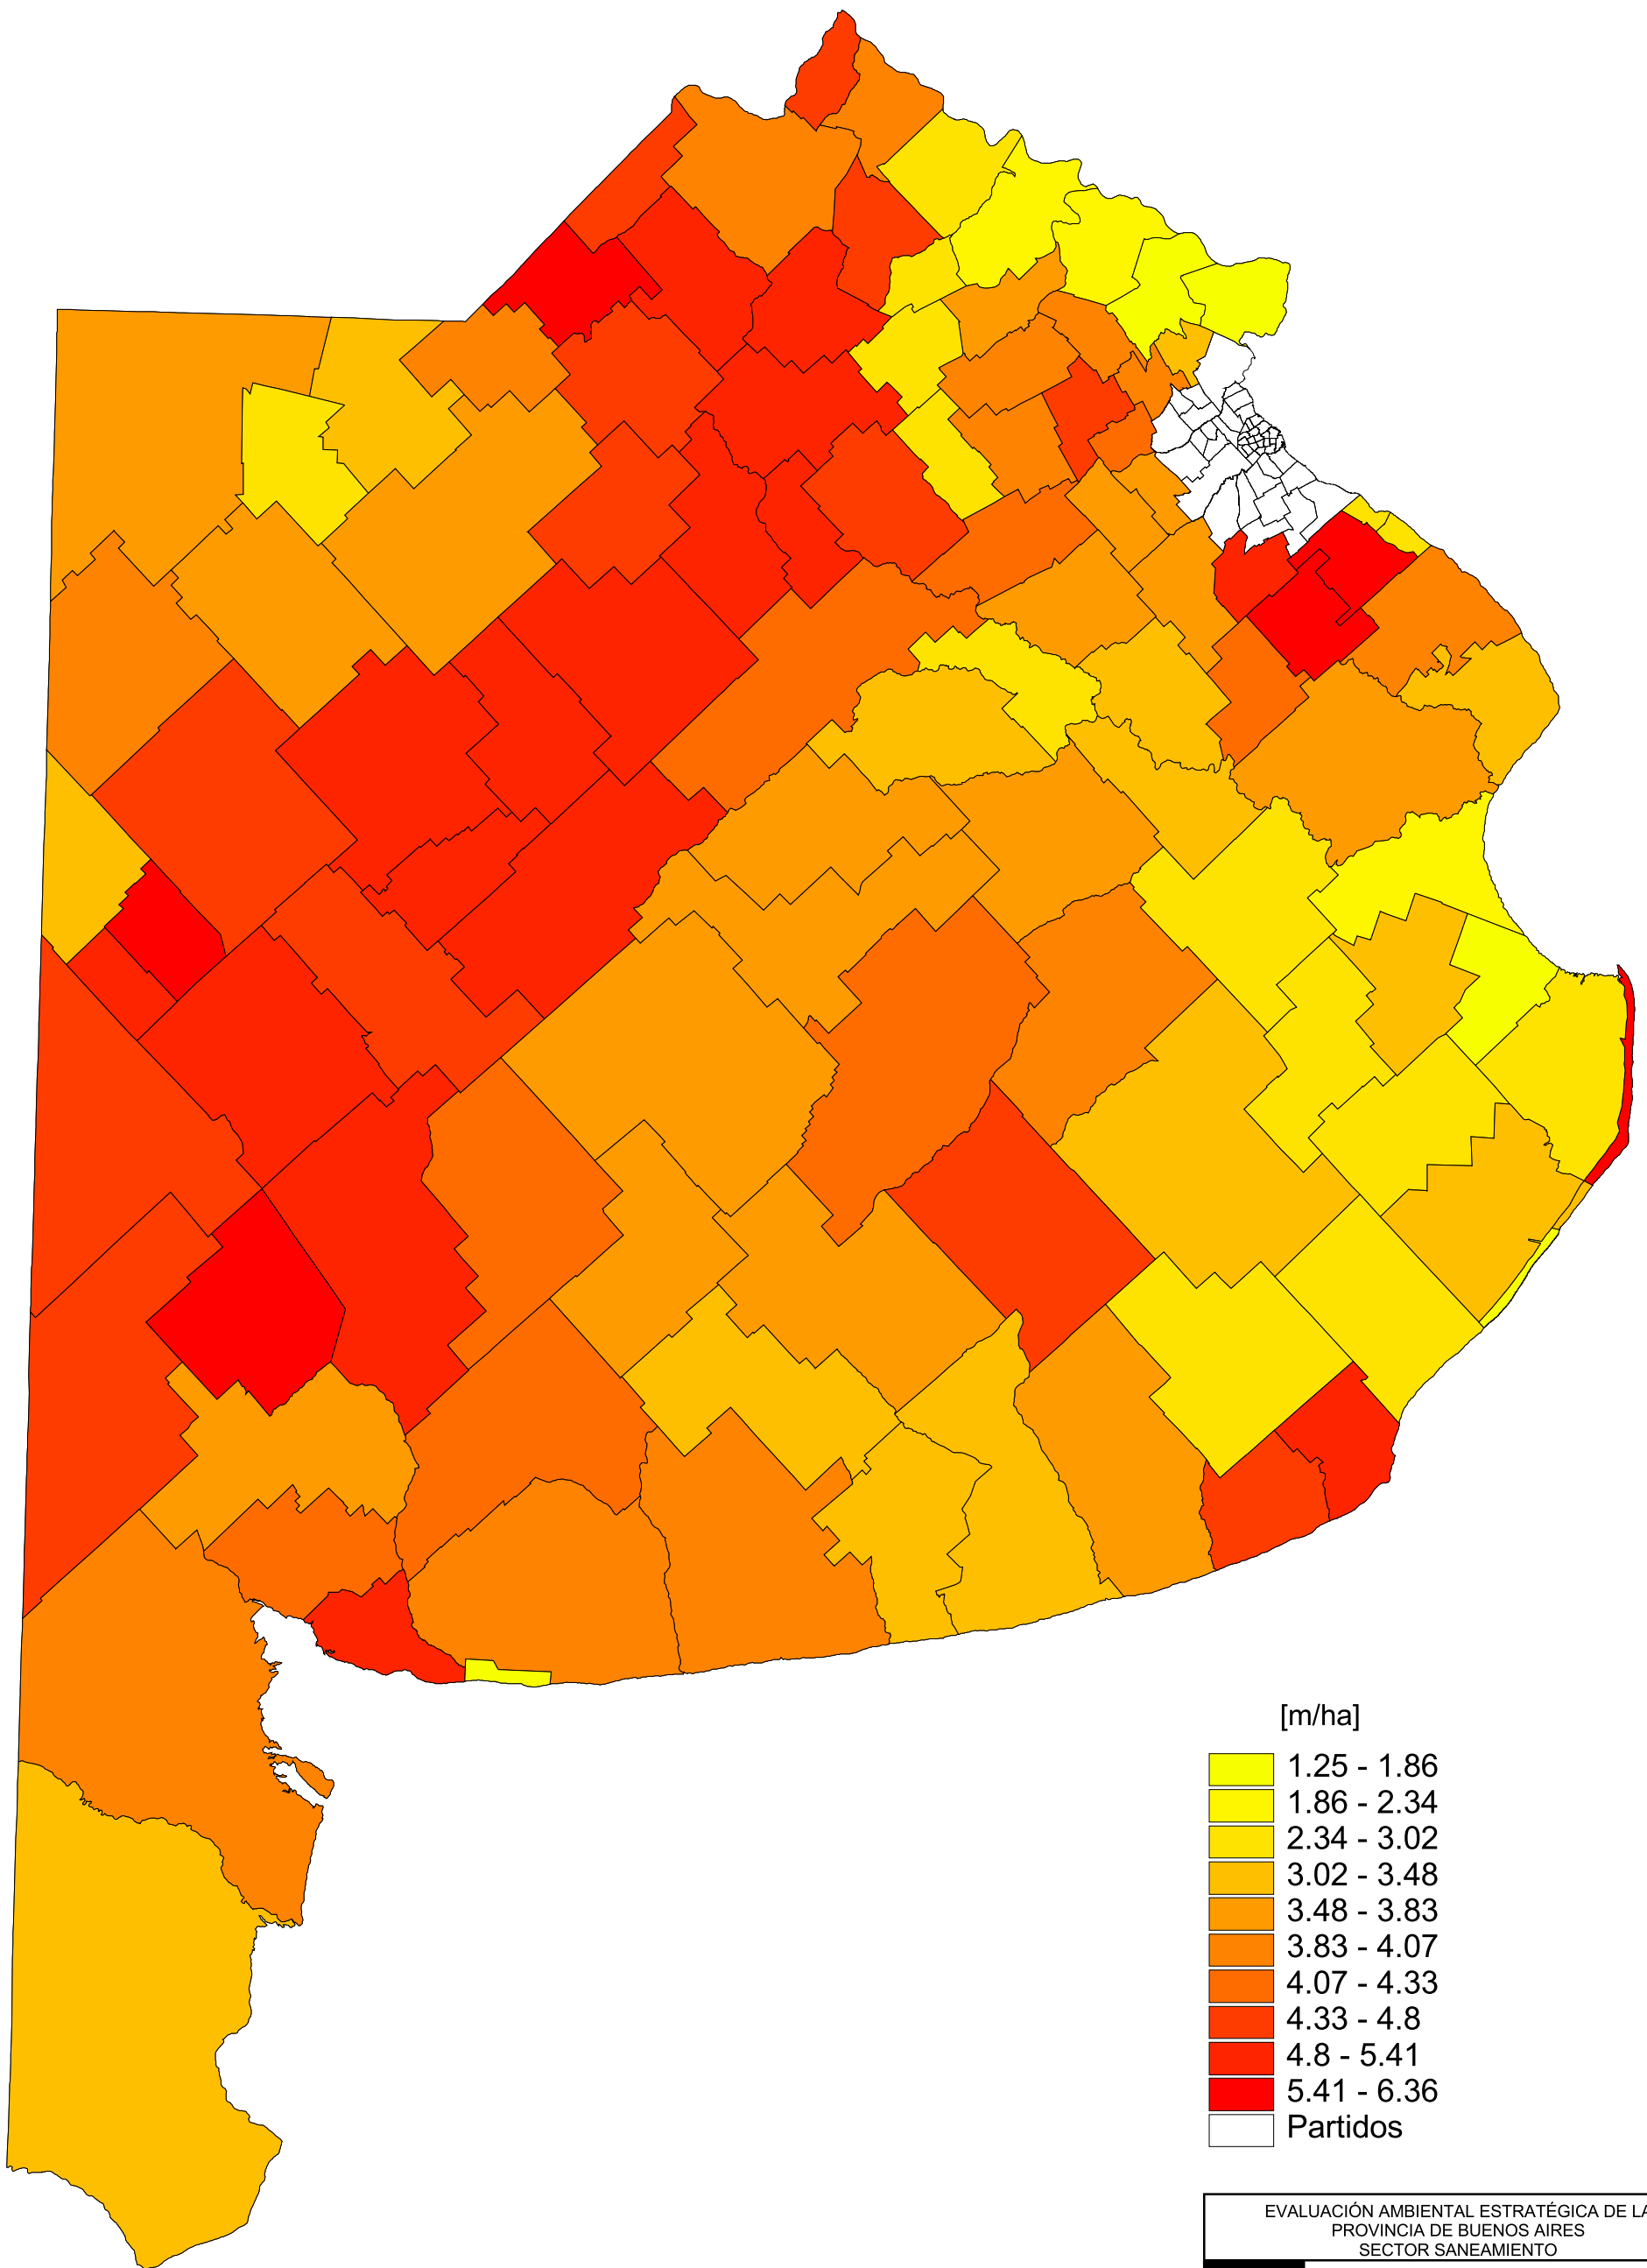 [m/ha]
1.25 - 1.86
1.86 - 2.34
2.34 - 3.02
3.02 - 3.48
3.48 - 3.83
3.83 - 4.07
4.07 - 4.33
4.33 - 4.8
4.8 - 5.41
5.41 - 6.36
Partidos
EVALUACIÓN AMBIENTAL ESTRATÉGICA DE LA
PROVINCIA DE BUENOS AIRES
SECTOR SANEAMIENTO